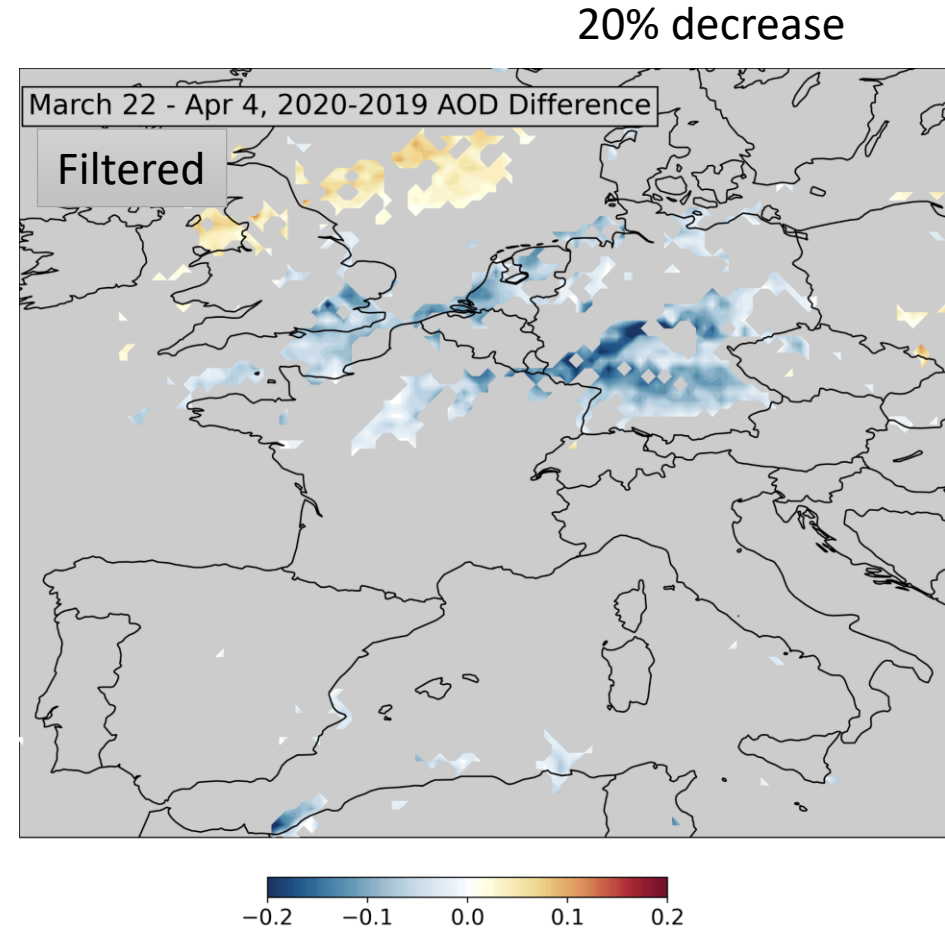 20% decrease
March 22 - Apr 4, 2020-2019 AOD Difference
Filtered
−0.2 −0.1 0.0 0.1 0.2